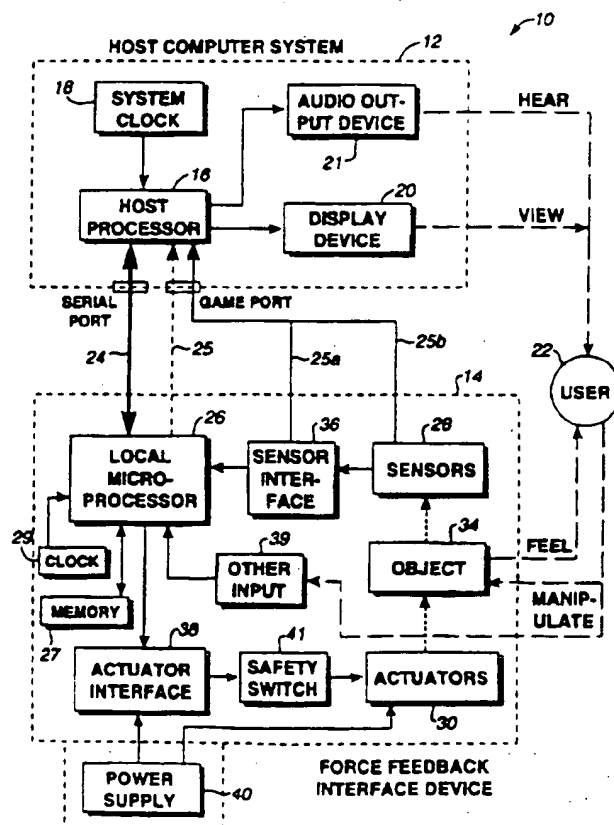 10
HOST COMPUTER SYSTEM
12
18
SYSTEM
CLOCK
AUDIO OUT-
PUT DEVICE
21
HEAR
16
HOST
PROCESSOR
20
DISPLAY
DEVICE
VIEW
SERIAL
PORT
GAME PORT
24
25
25a
25b
22
USER
14
26
LOCAL
MICRO-
PROCESSOR
36
SENSOR
INTER-
FACE
28
SENSORS
29
CLOCK
39
OTHER
INPUT
34
OBJECT
FEEL
MANIP-
ULATE
MEMORY
27
38
ACTUATOR
INTERFACE
41
SAFETY
SWITCH
ACTUATORS
30
POWER
SUPPLY
40
FORCE FEEDBACK
INTERFACE DEVICE